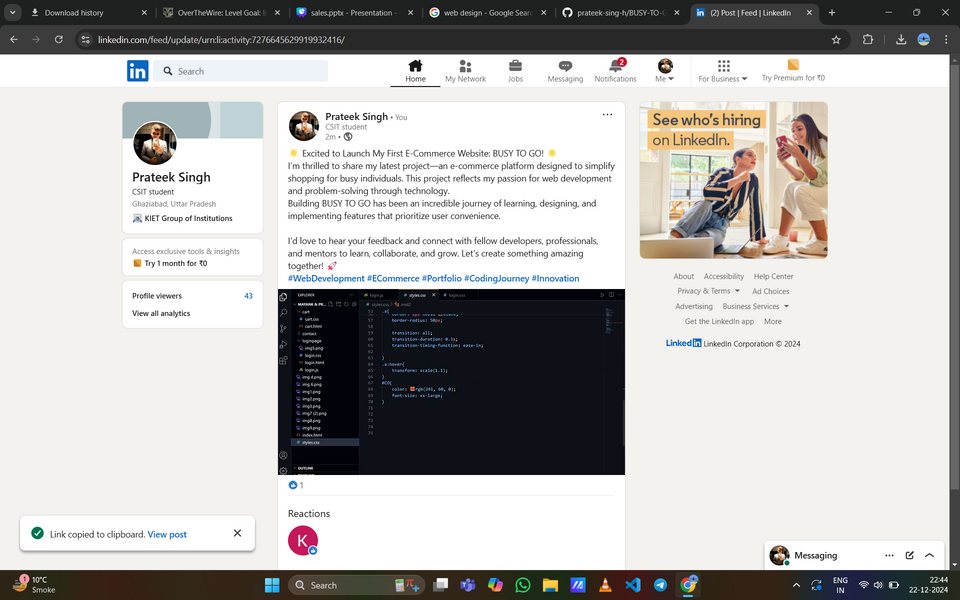 Download history
OverTheWire: Level Goal: B
sales.pptx - Presentation -
web design - Google Sear
prateek-sing-h/BUSY-TO-G
(2) Post | Feed | LinkedIn
linkedin.com/feed/update/urn:li:activity:7276645629919932416/
in
Search
Home
My Network
Jobs
Messaging
2
Notifications
Me
For Business
Try Premium for ₹0
Prateek Singh
CSIT student
Ghaziabad, Uttar Pradesh
KIET Group of Institutions
Access exclusive tools & insights
Try 1 month for ₹0
Profile viewers 43
View all analytics
Prateek Singh • You
CSIT student
2m •
Excited to Launch My First E-Commerce Website: BUSY TO GO!
I'm thrilled to share my latest project—an e-commerce platform designed to simplify
shopping for busy individuals. This project reflects my passion for web development
and problem-solving through technology.
Building BUSY TO GO has been an incredible journey of learning, designing, and
implementing features that prioritize user convenience.
I'd love to hear your feedback and connect with fellow developers, professionals,
and mentors to learn, collaborate, and grow. Let's create something amazing
together!
#WebDevelopment #ECommerce #Portfolio #CodingJourney #Innovation
EXPLORER
cart
cart.css
cart.html
contact
loginpage
img5.png
login.css
login.html
login.js
img 4.png
img 6.png
img1.png
img2.png
img3.png
img7 (2).png
img8.png
img9.png
index.html
styles.css
OUTLINE
login.js
styles.css
login.css
border-radius: 50px;
transition: all;
transition-duration: 0.3s;
transition-timing-function: ease-in;
}
.a:hover{
transform: scale(1.1);
}
#CD{
color: rgb(241, 60, 0);
font-size: xx-large;
}
1
Reactions
K
See who's hiring
on LinkedIn.
About Accessibility Help Center
Privacy & Terms Ad Choices
Advertising Business Services
Get the LinkedIn app More
LinkedIn LinkedIn Corporation © 2024
Link copied to clipboard. View post
Messaging
1
10°C
Smoke
Search
ENG
IN
22:44
22-12-2024